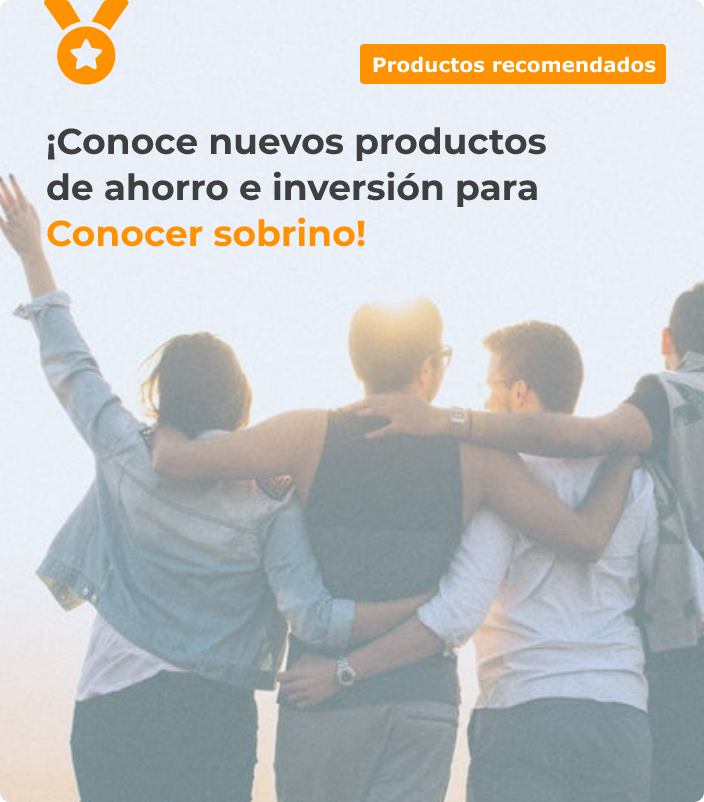 Productos recomendados
¡Conoce nuevos productos
de ahorro e inversión para
Conocer sobrino!